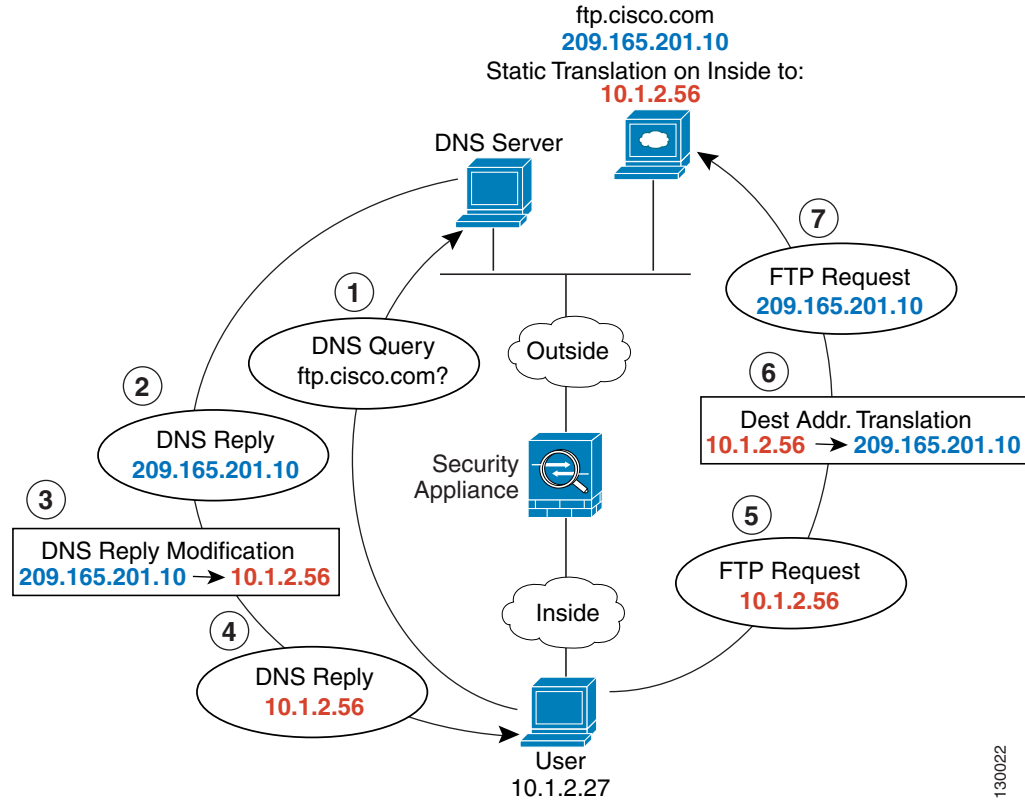 ftp.cisco.com
209.165.201.10
Static Translation on Inside to:
10.1.2.56
DNS Server
7
FTP Request
209.165.201.10
1
DNS Query
ftp.cisco.com?
Outside
2
DNS Reply
209.165.201.10
6
Dest Addr. Translation
10.1.2.56 → 209.165.201.10
Security
Appliance
3
DNS Reply Modification
209.165.201.10 → 10.1.2.56
5
FTP Request
10.1.2.56
Inside
4
DNS Reply
10.1.2.56
User
10.1.2.27
130022